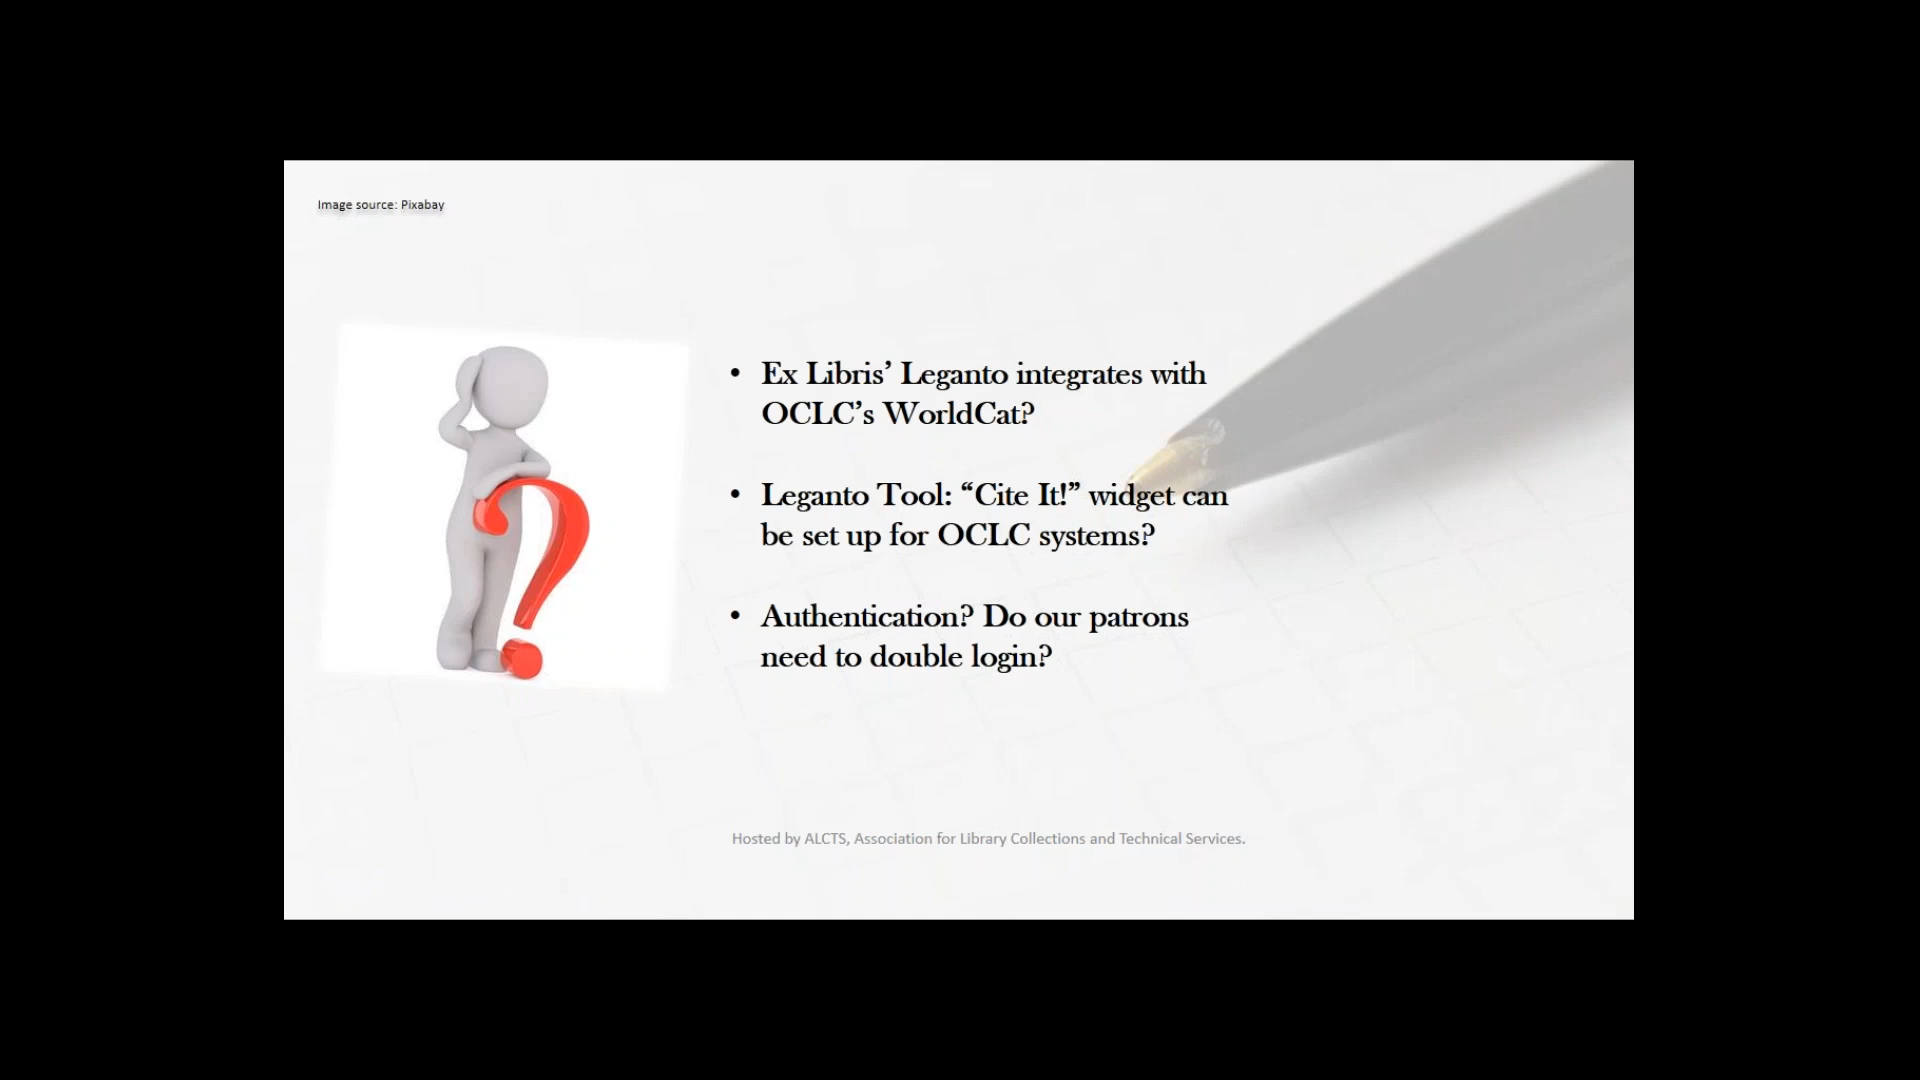 Image source: Pixabay
• Ex Libris’ Leganto integrates with
OCLC’s WorldCat?
• Leganto Tool: “Cite It!” widget can
be set up for OCLC systems?
• Authentication? Do our patrons
need to double login?
Hosted by ALCTS, Association for Library Collections and Technical Services.